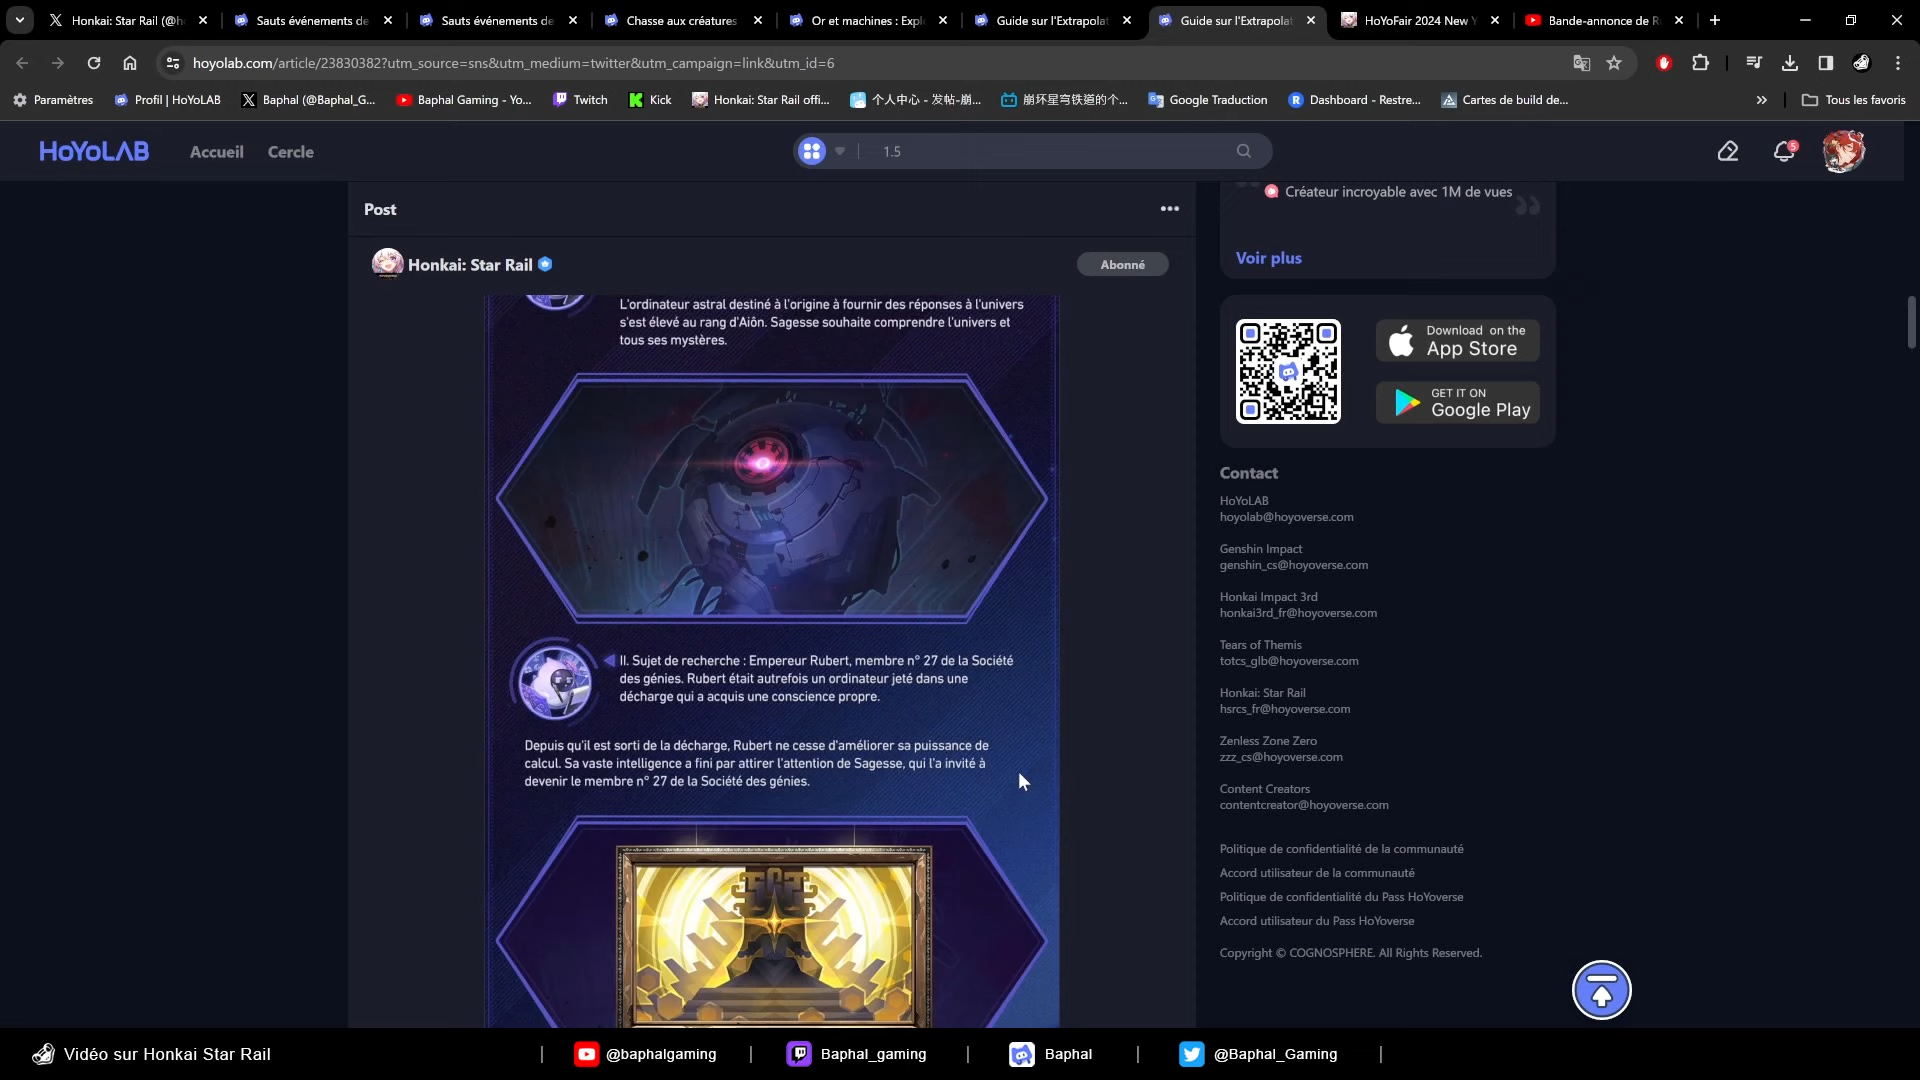 Honkai: Star Rail (@h
Sauts événements de
Sauts événements de
Chasse aux créatures
Or et machines : Expl
Guide sur l'Extrapolat
Guide sur l'Extrapolat
HoYoFair 2024 New Y
Bande-annonce de R
hoyolab.com/article/23830382?utm_source=sns&utm_medium=twitter&utm_campaign=link&utm_id=6
Paramètres
Profil | HoYoLAB
Baphal (@Baphal_G...
Baphal Gaming - Yo...
Twitch
Kick
Honkai: Star Rail offi...
个人中心 - 发帖-崩...
崩坏星穹铁道的个...
Google Traduction
Dashboard - Restre...
Cartes de build de...
Tous les favoris
HoYoLAB
Accueil
Cercle
1.5
5
Post
Honkai: Star Rail
Abonné
L'ordinateur astral destiné à l'origine à fournir des réponses à l'univers
s'est élevé au rang d'Aiôn. Sagesse souhaite comprendre l'univers et
tous ses mystères.
II. Sujet de recherche : Empereur Rubert, membre n° 27 de la Société
des génies. Rubert était autrefois un ordinateur jeté dans une
décharge qui a acquis une conscience propre.
Depuis qu'il est sorti de la décharge, Rubert ne cesse d'améliorer sa puissance de
calcul. Sa vaste intelligence a fini par attirer l'attention de Sagesse, qui l'a invité à
devenir le membre n° 27 de la Société des génies.
Créateur incroyable avec 1M de vues
Voir plus
Download on the
App Store
GET IT ON
Google Play
Contact
HoYoLAB
hoyolab@hoyoverse.com
Genshin Impact
genshin_cs@hoyoverse.com
Honkai Impact 3rd
honkai3rd_fr@hoyoverse.com
Tears of Themis
totcs_glb@hoyoverse.com
Honkai: Star Rail
hsrcs_fr@hoyoverse.com
Zenless Zone Zero
zzz_cs@hoyoverse.com
Content Creators
contentcreator@hoyoverse.com
Politique de confidentialité de la communauté
Accord utilisateur de la communauté
Politique de confidentialité du Pass HoYoverse
Accord utilisateur du Pass HoYoverse
Copyright © COGNOSPHERE. All Rights Reserved.
Vidéo sur Honkai Star Rail
@baphalgaming
Baphal_gaming
Baphal
@Baphal_Gaming